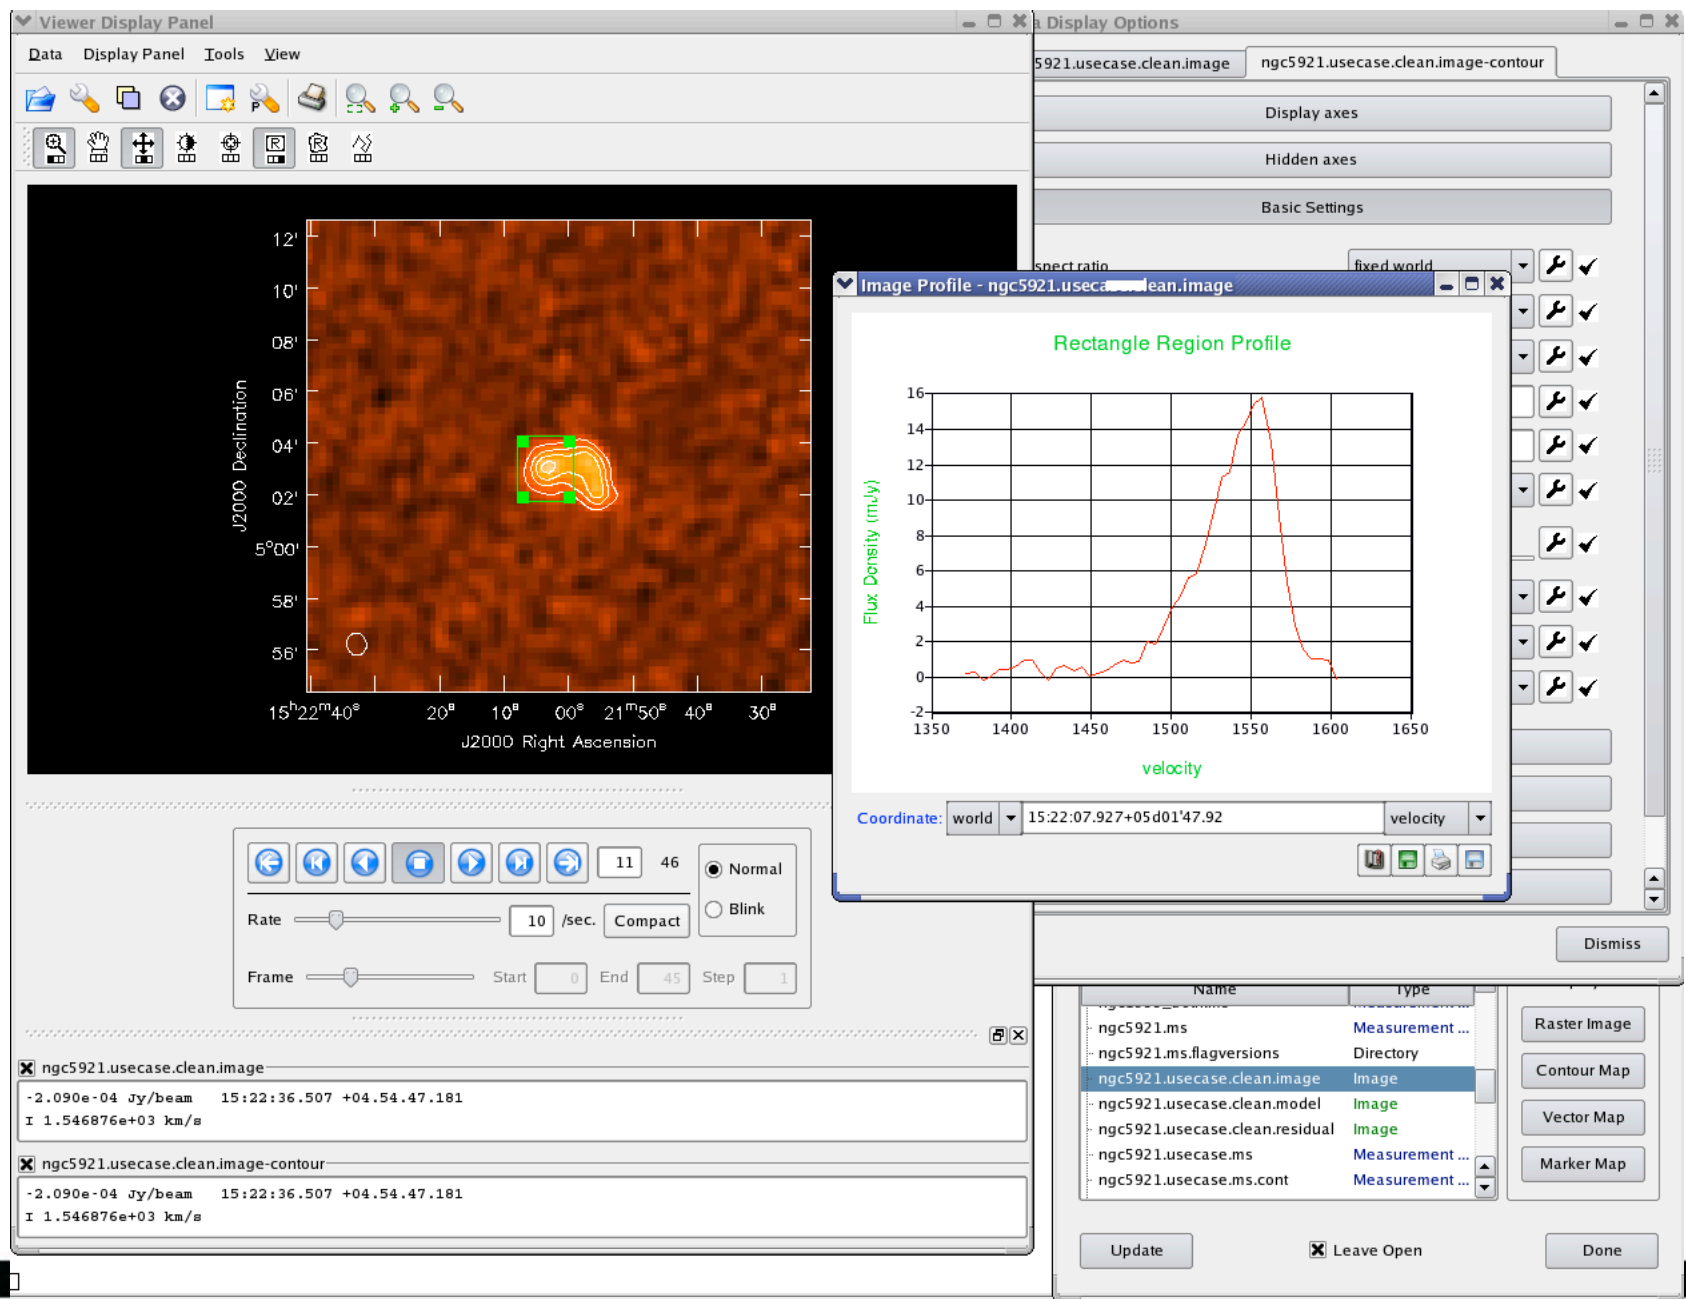 Viewer Display Panel
Data Display Panel Tools View
12'
10'
08'
06'
04'
02'
5°00'
58'
56'
J2000 Declination
15h22m40s 20s 10s 00s 21m50s 40s 30s
J2000 Right Ascension
11 46
Normal
Blink
Rate 10 /sec. Compact
Frame Start 0 End 45 Step 1
ngc5921.usecase.clean.image
-2.090e-04 Jy/beam 15:22:36.507 +04.54.47.181
I 1.546876e+03 km/s
ngc5921.usecase.clean.image-contour
-2.090e-04 Jy/beam 15:22:36.507 +04.54.47.181
I 1.546876e+03 km/s
a Display Options
5921.usecase.clean.image ngc5921.usecase.clean.image-contour
Display axes
Hidden axes
Basic Settings
spect ratio fixed world
Image Profile - ngc5921.useca lean.image
Rectangle Region Profile
16
14
12
10
8
6
4
2
0
-2
Flux Density (mJy)
1350 1400 1450 1500 1550 1600 1650
velocity
Coordinate: world 15:22:07.927+05d01'47.92 velocity
Dismiss
Name Type
ngc5921.ms Measurement ...
ngc5921.ms.flagversions Directory
ngc5921.usecase.clean.image Image
ngc5921.usecase.clean.model Image
ngc5921.usecase.clean.residual Image
ngc5921.usecase.ms Measurement ...
ngc5921.usecase.ms.cont Measurement ...
Raster Image
Contour Map
Vector Map
Marker Map
Update Leave Open Done